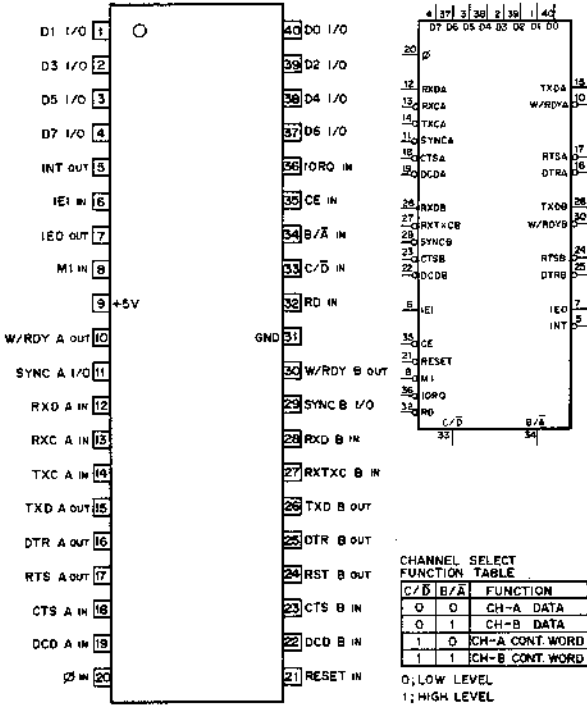 D1 I/O 1
D3 I/O 2
D5 I/O 3
D7 I/O 4
INT OUT 5
IEI IN 6
IEO OUT 7
M1 IN 8
9 +5V
W/RDY A OUT 10
SYNC A I/O 11
RXD A IN 12
RXC A IN 13
TXC A IN 14
TXD A OUT 15
DTR A OUT 16
RTS A OUT 17
CTS A IN 18
DCD A IN 19
Ø IN 20
40 D0 I/O
39 D2 I/O
38 D4 I/O
37 D6 I/O
36 IORQ IN
35 CE IN
34 B/A̅ IN
33 C/D̅ IN
32 RD IN
GND 31
30 W/RDY B OUT
29 SYNC B I/O
28 RXD B IN
27 RXTXC B IN
26 TXD B OUT
25 DTR B OUT
24 RST B OUT
23 CTS B IN
22 DCD B IN
21 RESET IN
4 37 3 38 2 39 1 40
D7 D6 D5 D4 D3 D2 D1 D0
20 Ø
12 RXDA
13 RXCA
14 TXCA
11 SYNCA
18 CTSA
19 DCDA
28 RXDB
27 RXTXCB
29 SYNCB
23 CTSB
22 DCDB
6 IEI
35 CE
21 RESET
8 M1
36 IORQ
32 RD
TXDA 15
W/RDYA 10
RTSA 17
DTRA 16
TXDB 26
W/RDYB 30
RTSB 24
DTRB 25
IEO 7
INT 5
C/D̅ B/A̅
33 34
CHANNEL SELECT
FUNCTION TABLE
C/D̅ B/A̅ FUNCTION
0 0 CH-A DATA
0 1 CH-B DATA
1 0 CH-A CONT. WORD
1 1 CH-B CONT. WORD
0; LOW LEVEL
1; HIGH LEVEL